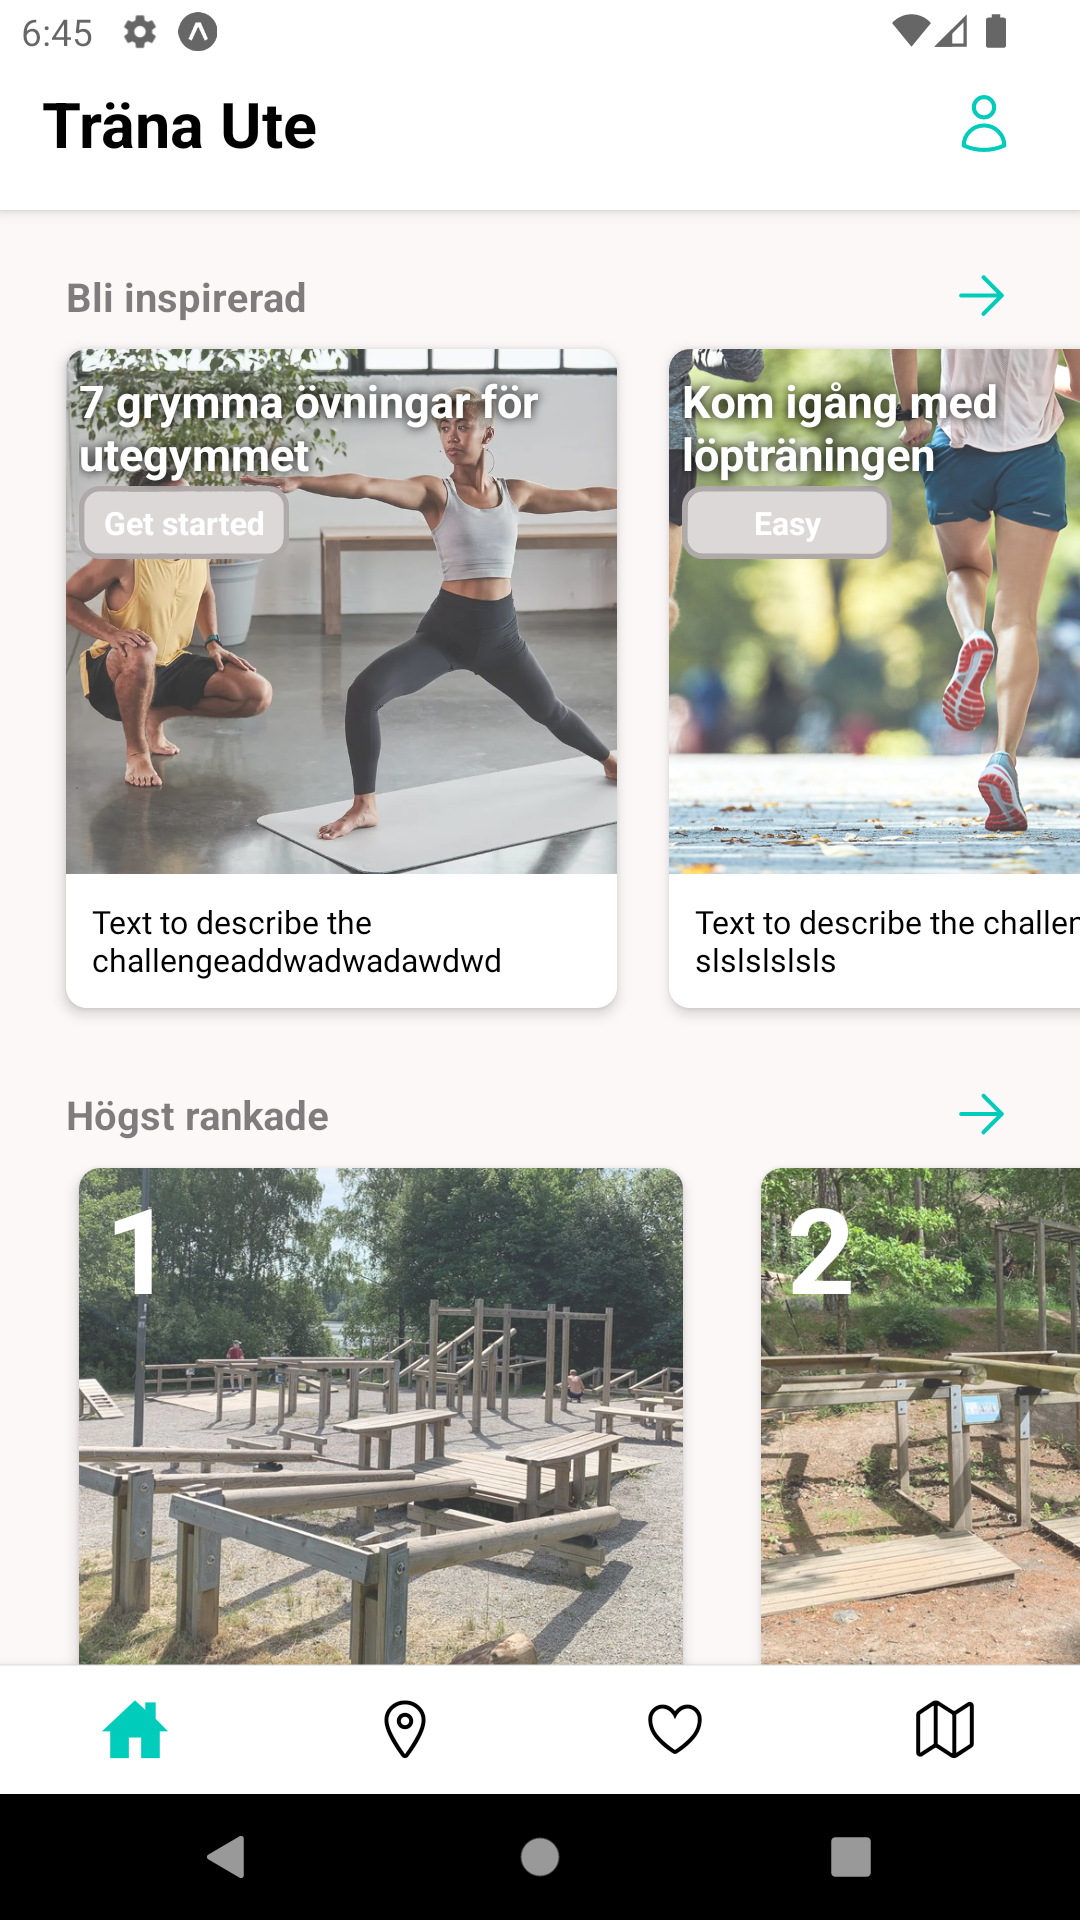 6:45
Träna Ute
Bli inspirerad
7 grymma övningar för
utegymmet
Get started
Kom igång med
löpträningen
Easy
Text to describe the
challengeaddwadwadawdwd
Text to describe the challen
slslslslsls
Högst rankade
1
2